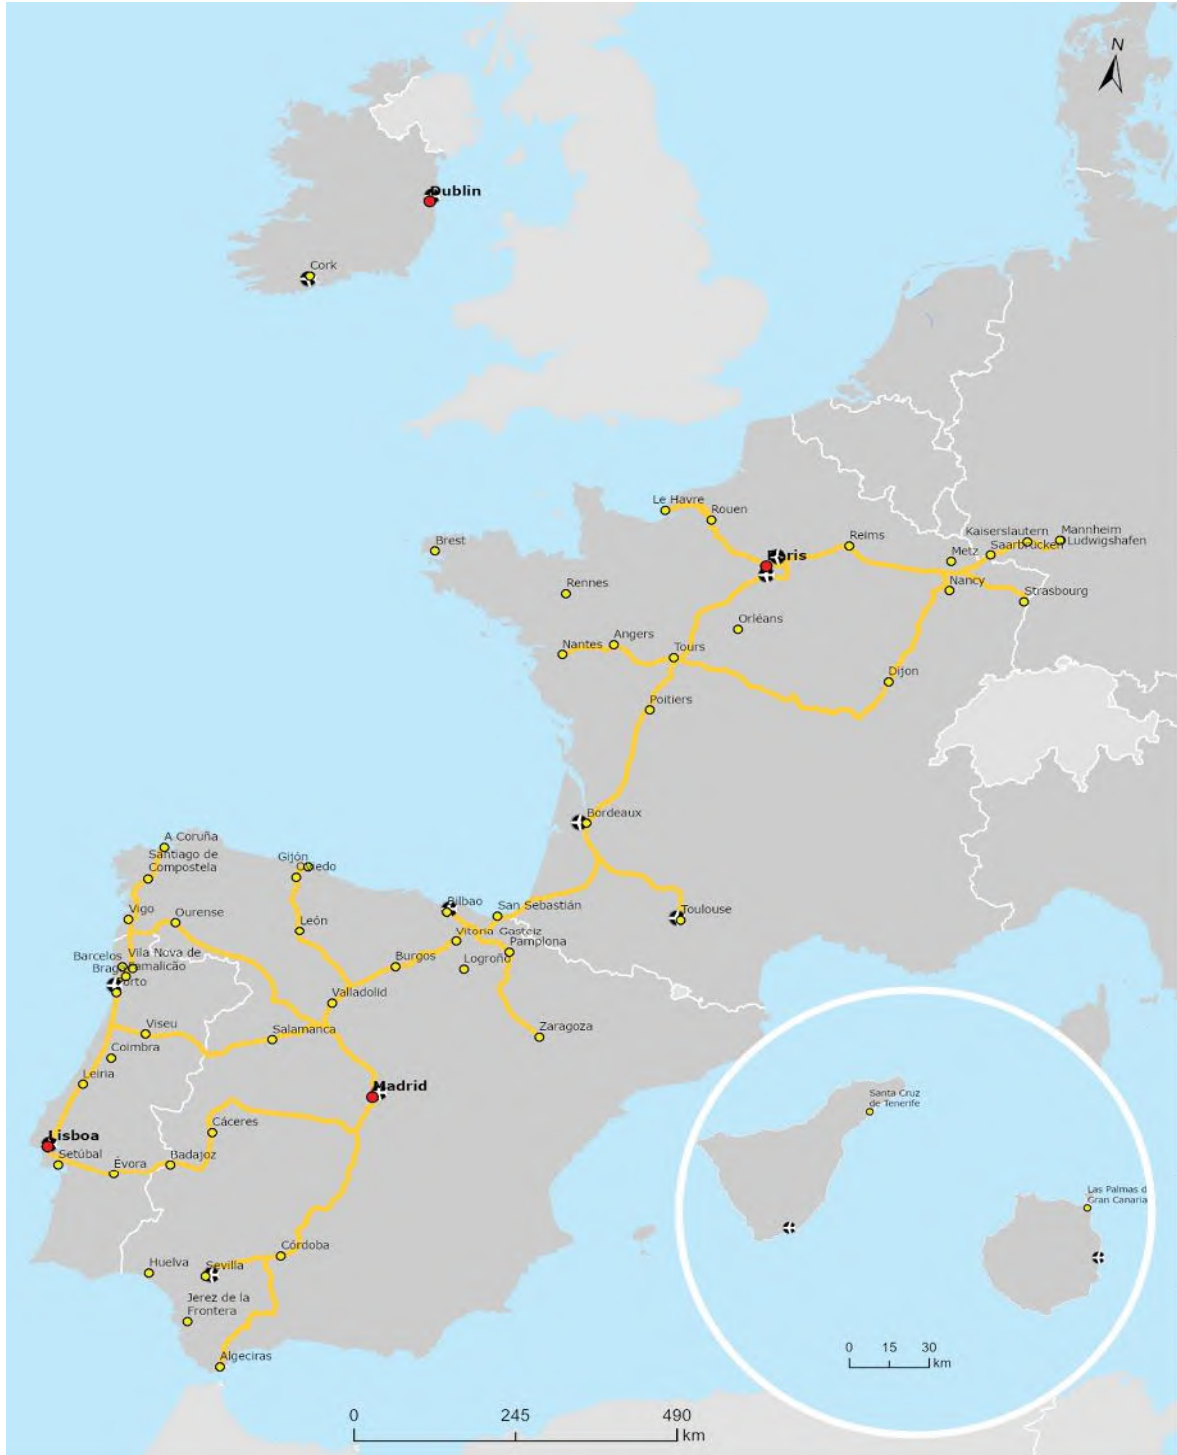 N
Dublin
Cork
Le Havre
Rouen
Paris
Reims
Kaiserslautern
Mannheim
Ludwigshafen
Saarbrücken
Metz
Nancy
Strasbourg
Brest
Rennes
Orléans
Nantes
Angers
Tours
Dijon
Poitiers
Bordeaux
Toulouse
A Coruña
Santiago de
Compostela
Gijón
Vigo
Ourense
León
Bilbao
San Sebastián
Vitoria-Gasteiz
Pamplona
Logroño
Burgos
Barcelos
Vila Nova de
Famalicão
Valladolid
Zaragoza
Viseu
Salamanca
Coimbra
Leiria
Madrid
Lisboa
Setúbal
Évora
Badajoz
Cáceres
Córdoba
Huelva
Sevilla
Jerez de la
Frontera
Algeciras
Santa Cruz
de Tenerife
Las Palmas d
Gran Canaria
0 15 30
km
0 245 490
km